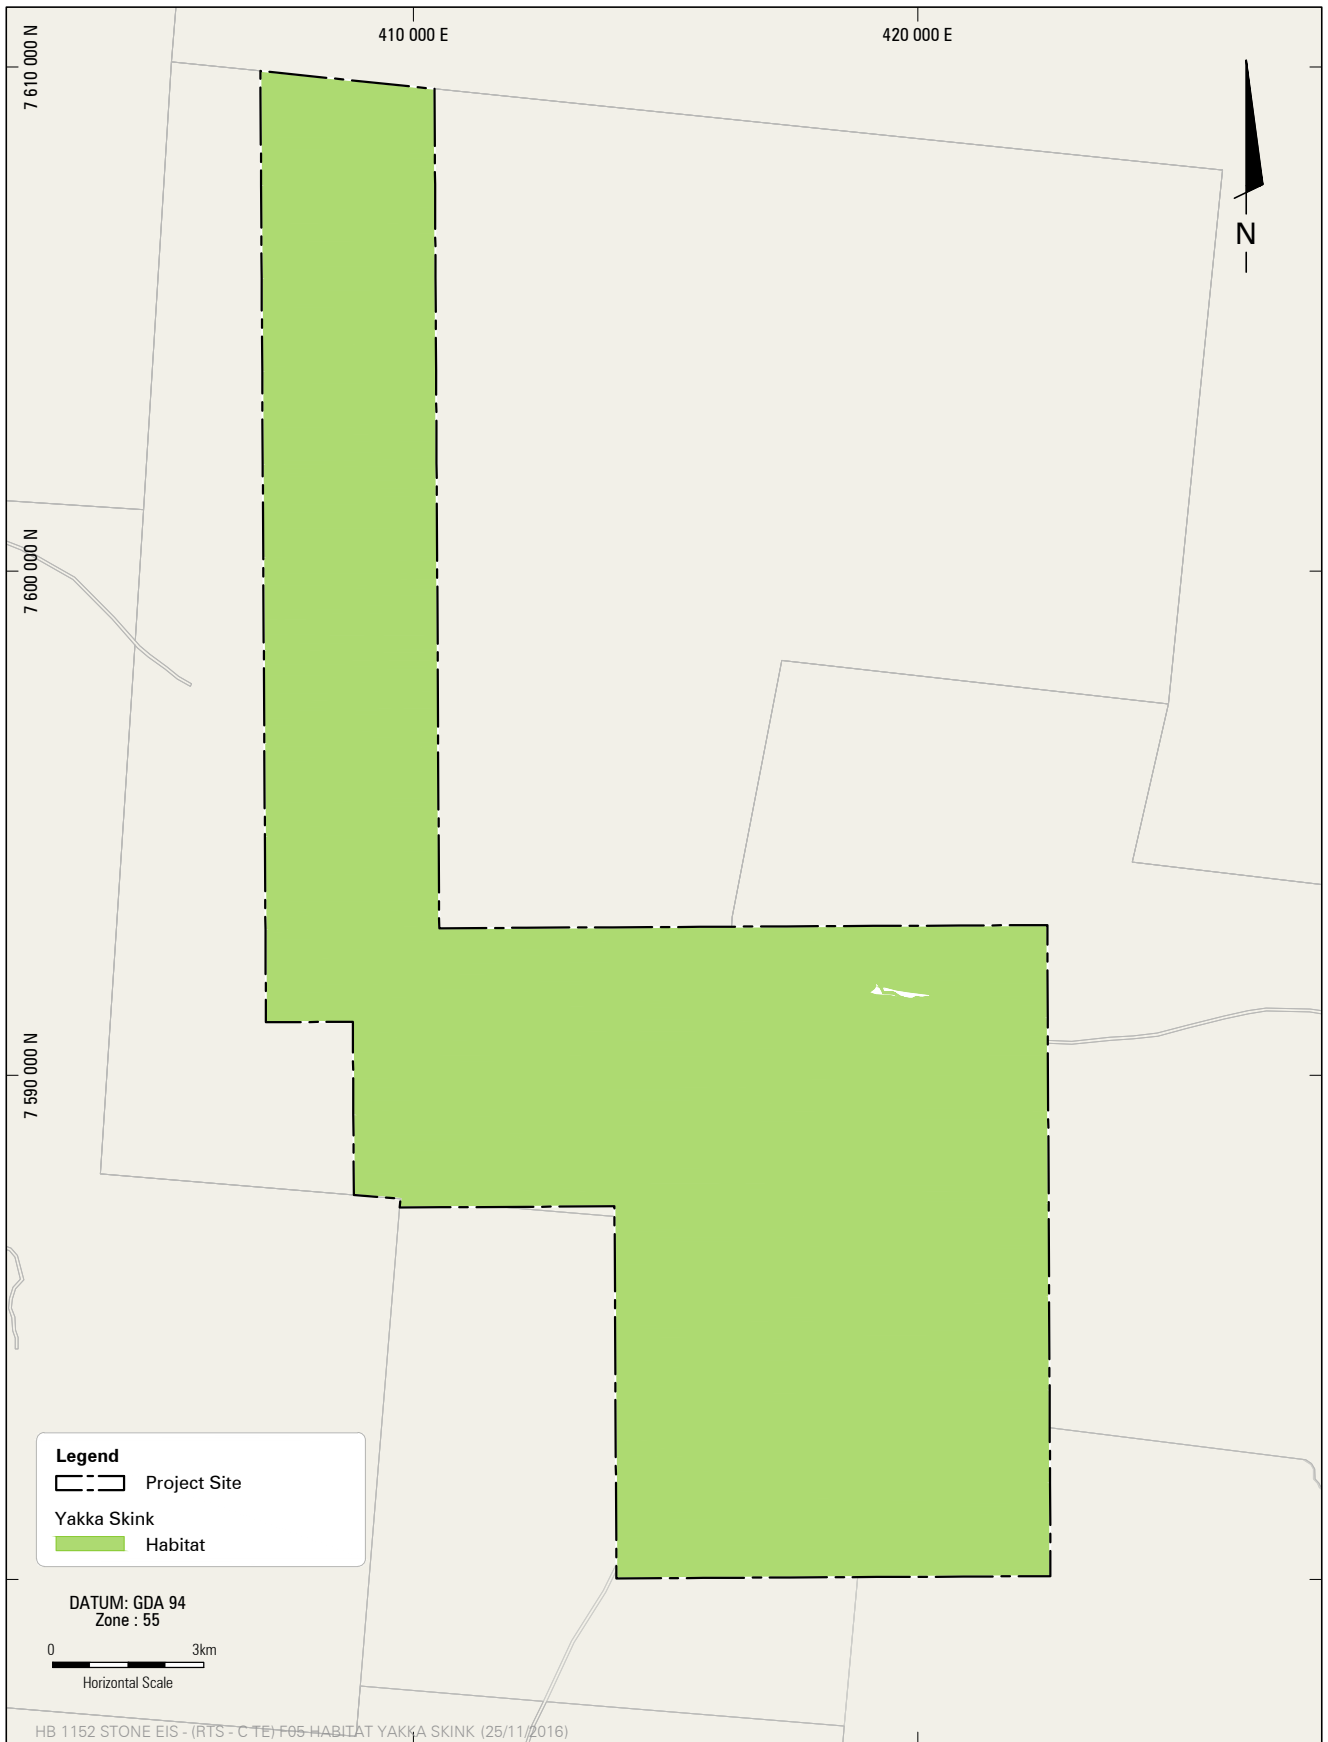 410 000 E
420 000 E
7 610 000 N
N
7 600 000 N
7 590 000 N
Legend
Project Site
Yakka Skink
Habitat
DATUM: GDA 94
Zone : 55
0 3km
Horizontal Scale
HB 1152 STONE EIS - (RTS - C TE) F05 HABITAT YAKKA SKINK (25/11/2016)